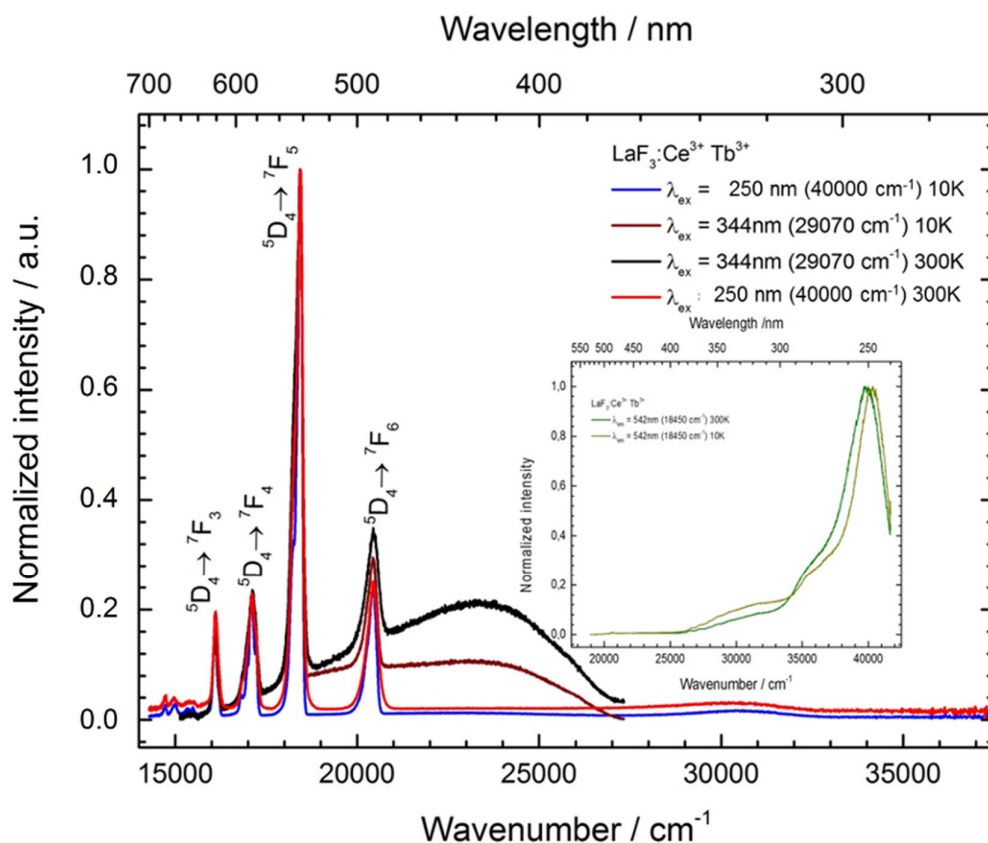 Wavelength / nm
700 600 500 400 300
Normalized intensity / a.u.
1.0
0.8
0.6
0.4
0.2
0.0
⁵D₄→⁷F₃
⁵D₄→⁷F₄
⁵D₄→⁷F₅
⁵D₄→⁷F₆
LaF₃:Ce³⁺ Tb³⁺
λₑₓ = 250 nm (40000 cm⁻¹) 10K
λₑₓ = 344nm (29070 cm⁻¹) 10K
λₑₓ = 344nm (29070 cm⁻¹) 300K
λₑₓ : 250 nm (40000 cm⁻¹) 300K
Wavelength /nm
550 500 450 400 350 300 250
Normalized intensity
1,0
0,8
0,6
0,4
0,2
0,0
LaF₃:Ce³⁺ Tb³⁺
λₑₘ = 542nm (18450 cm⁻¹) 300K
λₑₘ = 542nm (18450 cm⁻¹) 10K
20000 25000 30000 35000 40000
Wavenumber / cm⁻¹
15000 20000 25000 30000 35000
Wavenumber / cm⁻¹